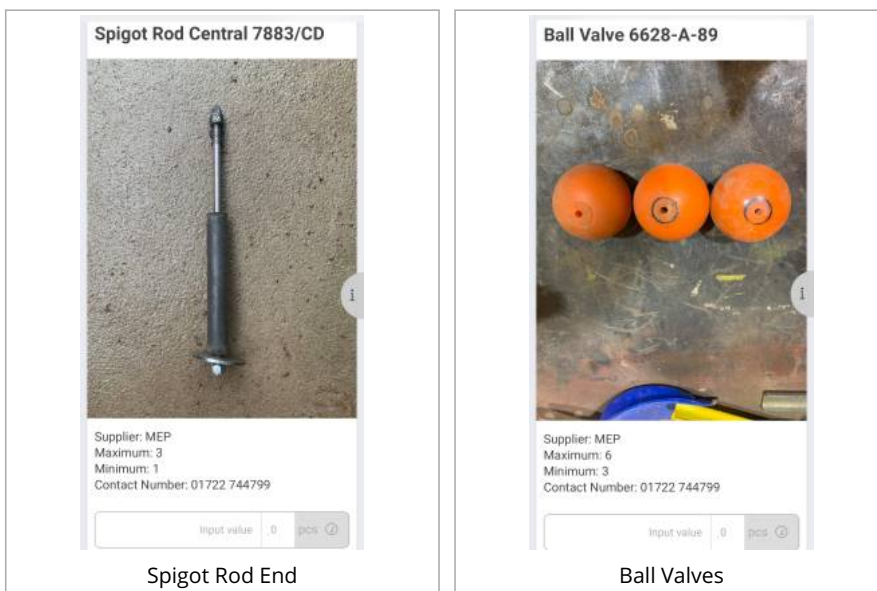 Spigot Rod Central 7883/CD
Supplier: MEP
Maximum: 3
Minimum: 1
Contact Number: 01722 744799
Input value .0 pcs
Spigot Rod End
Ball Valve 6628-A-89
Supplier: MEP
Maximum: 6
Minimum: 3
Contact Number: 01722 744799
Input value .0 pcs
Ball Valves